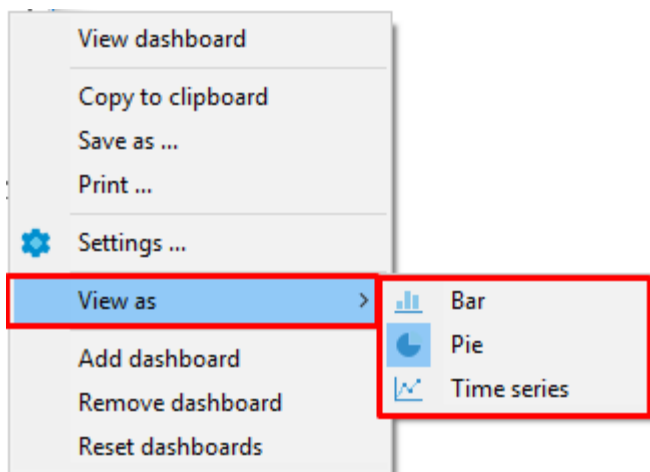 View dashboard
Copy to clipboard
Save as ...
Print ...
Settings ...
View as
Bar
Pie
Time series
Add dashboard
Remove dashboard
Reset dashboards